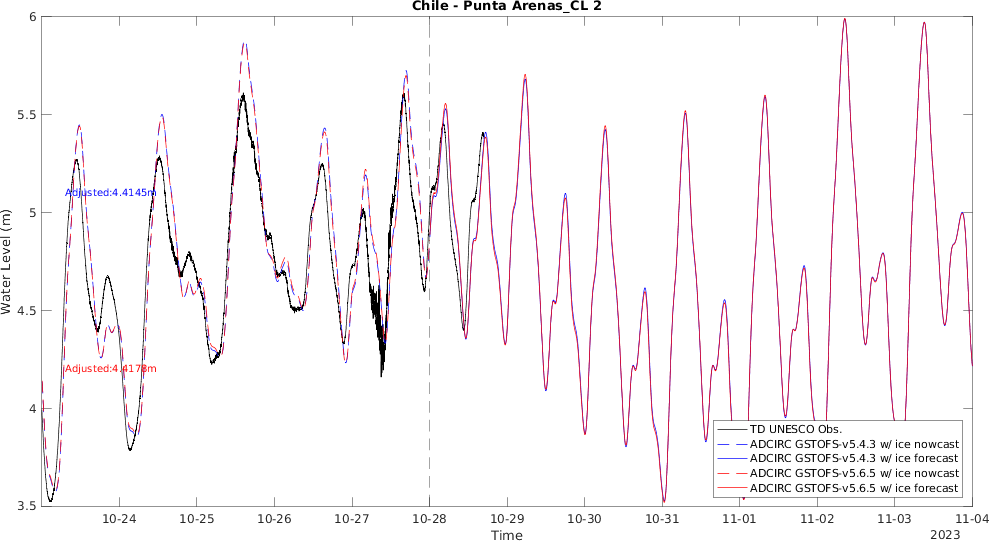 Chile - Punta Arenas_CL 2
6
5.5
5
4.5
4
3.5
Water Level (m)
Adjusted:4.4145m
Adjusted:4.4178m
TD UNESCO Obs.
ADCIRC GSTOFS-v5.4.3 w/ ice nowcast
ADCIRC GSTOFS-v5.4.3 w/ ice forecast
ADCIRC GSTOFS-v5.6.5 w/ ice nowcast
ADCIRC GSTOFS-v5.6.5 w/ ice forecast
10-24 10-25 10-26 10-27 10-28 10-29 10-30 10-31 11-01 11-02 11-03 11-04
Time
2023